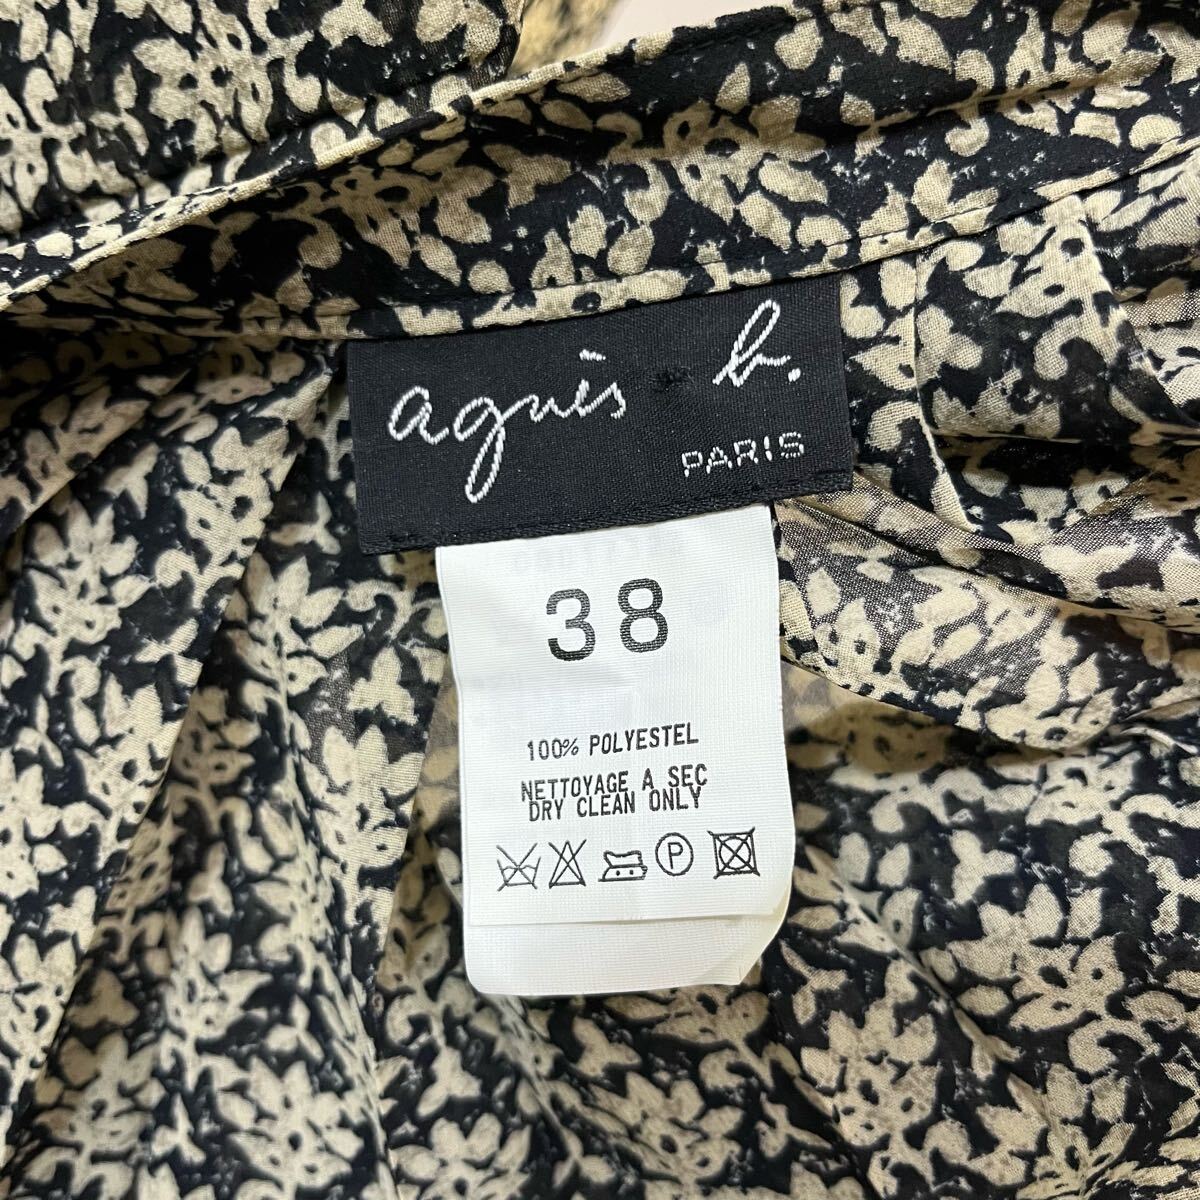 agnès b.
PARIS
38
100% POLYESTEL
NETTOYAGE A SEC
DRY CLEAN ONLY
P